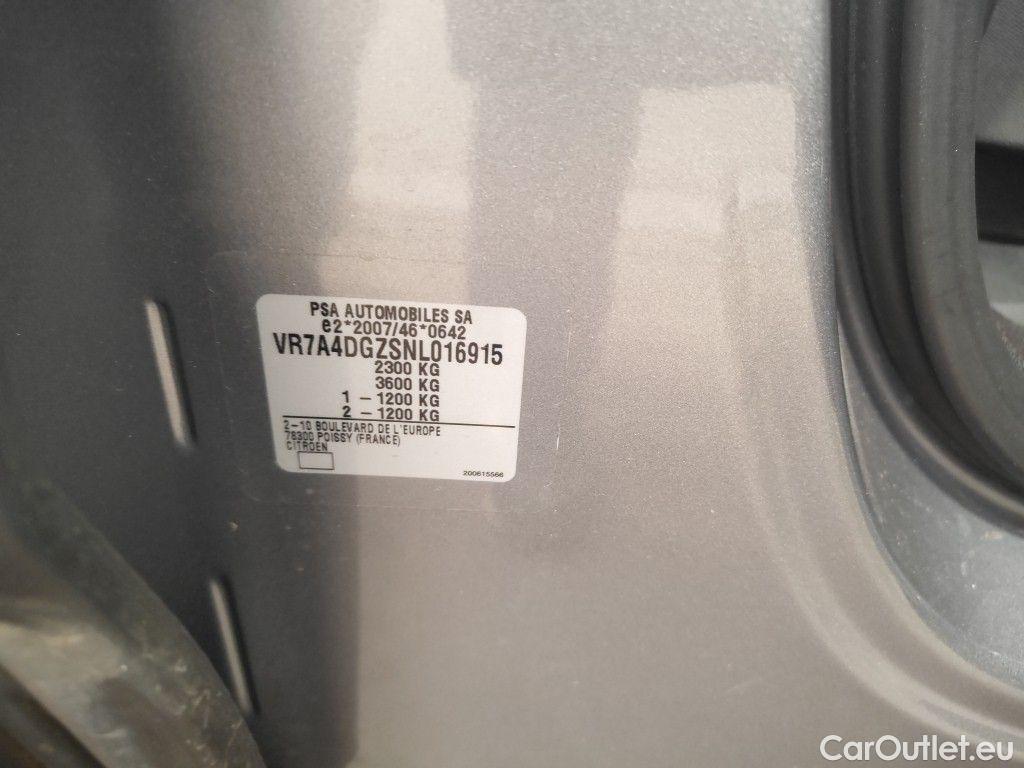 PSA AUTOMOBILES SA
e2*2007/46*0642
VR7A4DGZSNL016915
2300 KG
3600 KG
1 - 1200 KG
2 - 1200 KG
2-10 BOULEVARD DE L'EUROPE
78300 POISSY (FRANCE)
CITROEN
200615566
CarOutlet.eu